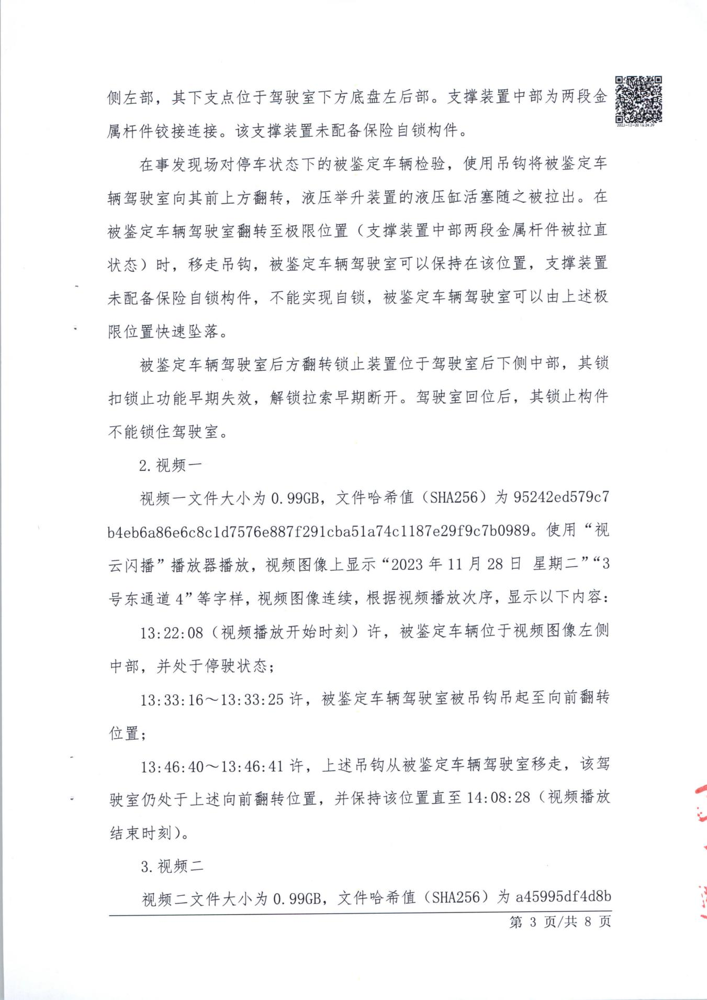 2023-12-20 16:24:39
侧左部，其下支点位于驾驶室下方底盘左后部。支撑装置中部为两段金
属杆件铰接连接。该支撑装置未配备保险自锁构件。
在事发现场对停车状态下的被鉴定车辆检验，使用吊钩将被鉴定车
辆驾驶室向其前上方翻转，液压举升装置的液压缸活塞随之被拉出。在
被鉴定车辆驾驶室翻转至极限位置（支撑装置中部两段金属杆件被拉直
状态）时，移走吊钩，被鉴定车辆驾驶室可以保持在该位置，支撑装置
未配备保险自锁构件，不能实现自锁，被鉴定车辆驾驶室可以由上述极
限位置快速坠落。
被鉴定车辆驾驶室后方翻转锁止装置位于驾驶室后下侧中部，其锁
扣锁止功能早期失效，解锁拉索早期断开。驾驶室回位后，其锁止构件
不能锁住驾驶室。
2.视频一
视频一文件大小为 0.99GB，文件哈希值（SHA256）为 95242ed579c7
b4eb6a86e6c8c1d7576e887f291cba51a74c1187e29f9c7b0989。使用“视
云闪播”播放器播放，视频图像上显示“2023 年 11 月 28 日 星期二”“3
号东通道 4”等字样，视频图像连续，根据视频播放次序，显示以下内容：
13:22:08（视频播放开始时刻）许，被鉴定车辆位于视频图像左侧
中部，并处于停驶状态；
13:33:16～13:33:25 许，被鉴定车辆驾驶室被吊钩吊起至向前翻转
位置；
13:46:40～13:46:41 许，上述吊钩从被鉴定车辆驾驶室移走，该驾
驶室仍处于上述向前翻转位置，并保持该位置直至 14:08:28（视频播放
结束时刻）。
3.视频二
视频二文件大小为 0.99GB，文件哈希值（SHA256）为 a45995df4d8b
第 3 页/共 8 页